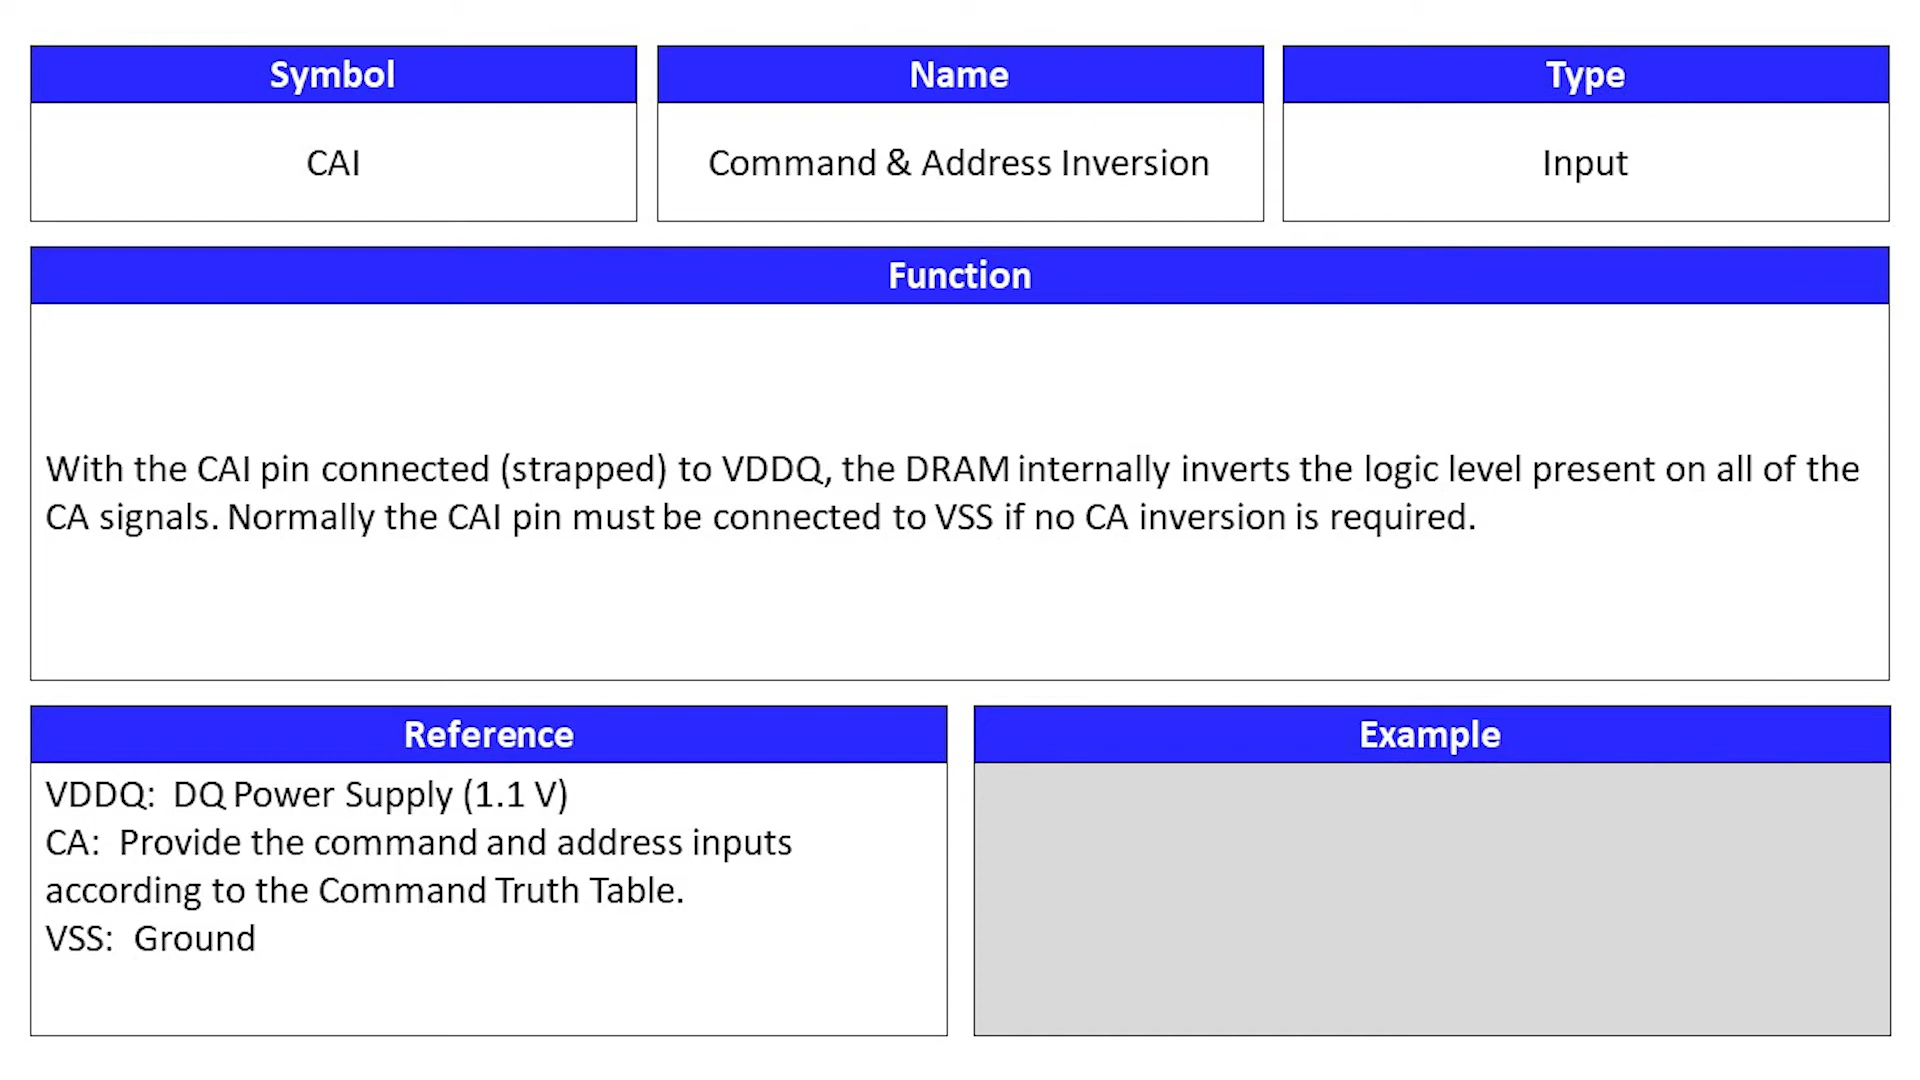 Symbol
Name
Type
CAI
Command & Address Inversion
Input
Function
With the CAI pin connected (strapped) to VDDQ, the DRAM internally inverts the logic level present on all of the
CA signals. Normally the CAI pin must be connected to VSS if no CA inversion is required.
Reference
VDDQ: DQ Power Supply (1.1 V)
CA: Provide the command and address inputs
according to the Command Truth Table.
VSS: Ground
Example